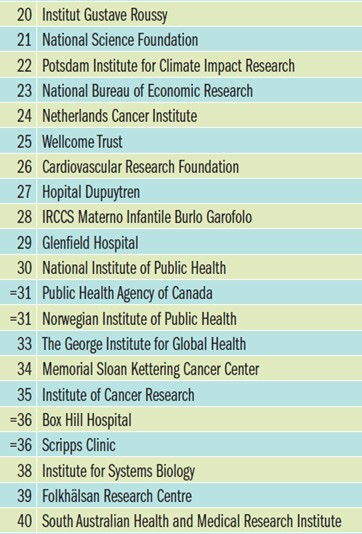 20 Institut Gustave Roussy
21 National Science Foundation
22 Potsdam Institute for Climate Impact Research
23 National Bureau of Economic Research
24 Netherlands Cancer Institute
25 Wellcome Trust
26 Cardiovascular Research Foundation
27 Hopital Dupuytren
28 IRCCS Materno Infantile Burlo Garofolo
29 Glenfield Hospital
30 National Institute of Public Health
=31 Public Health Agency of Canada
=31 Norwegian Institute of Public Health
33 The George Institute for Global Health
34 Memorial Sloan Kettering Cancer Center
35 Institute of Cancer Research
=36 Box Hill Hospital
=36 Scripps Clinic
38 Institute for Systems Biology
39 Folkhälsan Research Centre
40 South Australian Health and Medical Research Institute